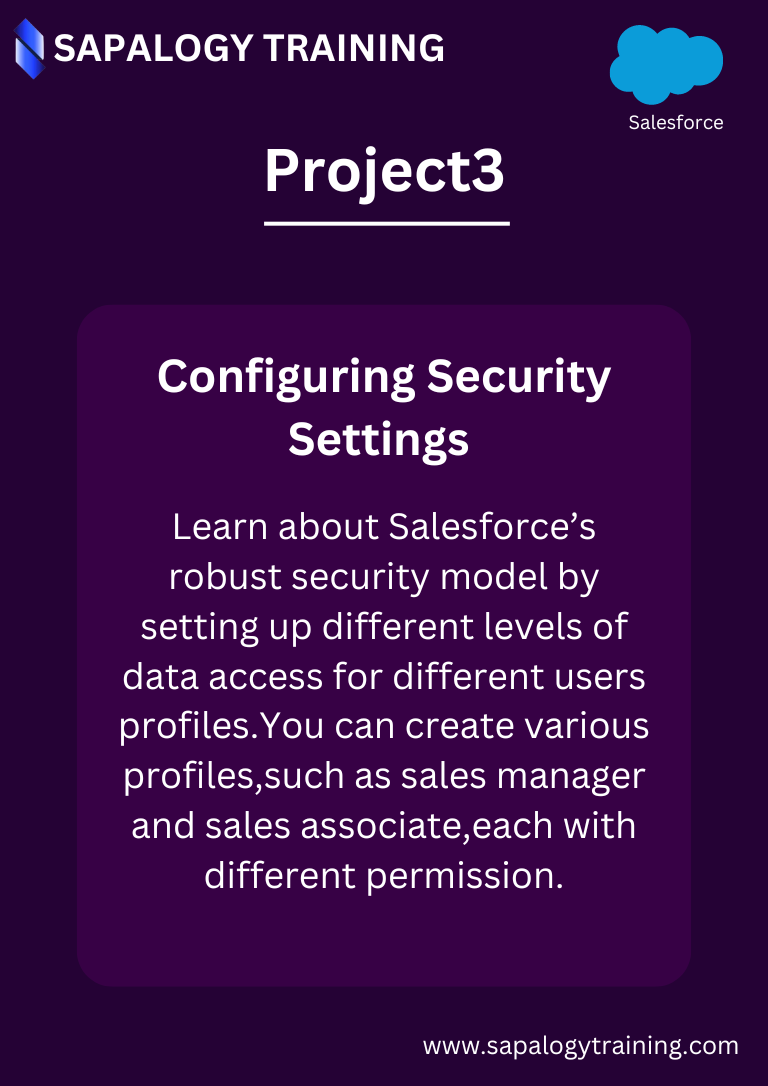 SAPALOGY TRAINING
Salesforce
Project3
Configuring Security
Settings
Learn about Salesforce’s
robust security model by
setting up different levels of
data access for different users
profiles.You can create various
profiles,such as sales manager
and sales associate,each with
different permission.
www.sapalogytraining.com